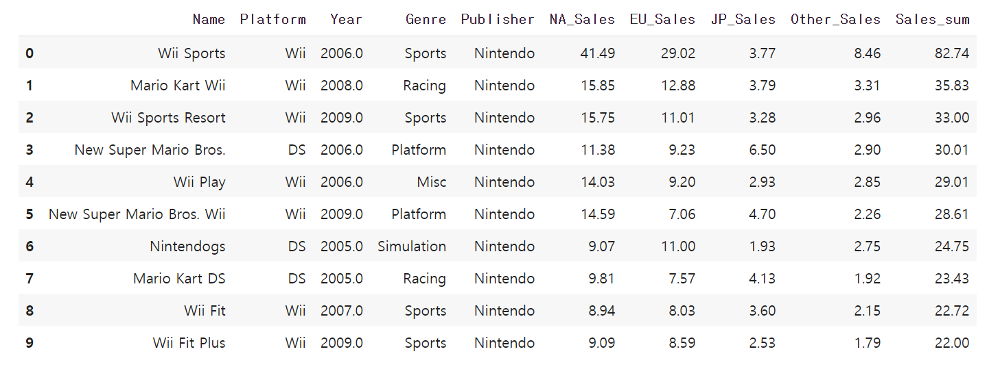 Name Platform Year Genre Publisher NA_Sales EU_Sales JP_Sales Other_Sales Sales_sum
0 Wii Sports Wii 2006.0 Sports Nintendo 41.49 29.02 3.77 8.46 82.74
1 Mario Kart Wii Wii 2008.0 Racing Nintendo 15.85 12.88 3.79 3.31 35.83
2 Wii Sports Resort Wii 2009.0 Sports Nintendo 15.75 11.01 3.28 2.96 33.00
3 New Super Mario Bros. DS 2006.0 Platform Nintendo 11.38 9.23 6.50 2.90 30.01
4 Wii Play Wii 2006.0 Misc Nintendo 14.03 9.20 2.93 2.85 29.01
5 New Super Mario Bros. Wii Wii 2009.0 Platform Nintendo 14.59 7.06 4.70 2.26 28.61
6 Nintendogs DS 2005.0 Simulation Nintendo 9.07 11.00 1.93 2.75 24.75
7 Mario Kart DS DS 2005.0 Racing Nintendo 9.81 7.57 4.13 1.92 23.43
8 Wii Fit Wii 2007.0 Sports Nintendo 8.94 8.03 3.60 2.15 22.72
9 Wii Fit Plus Wii 2009.0 Sports Nintendo 9.09 8.59 2.53 1.79 22.00